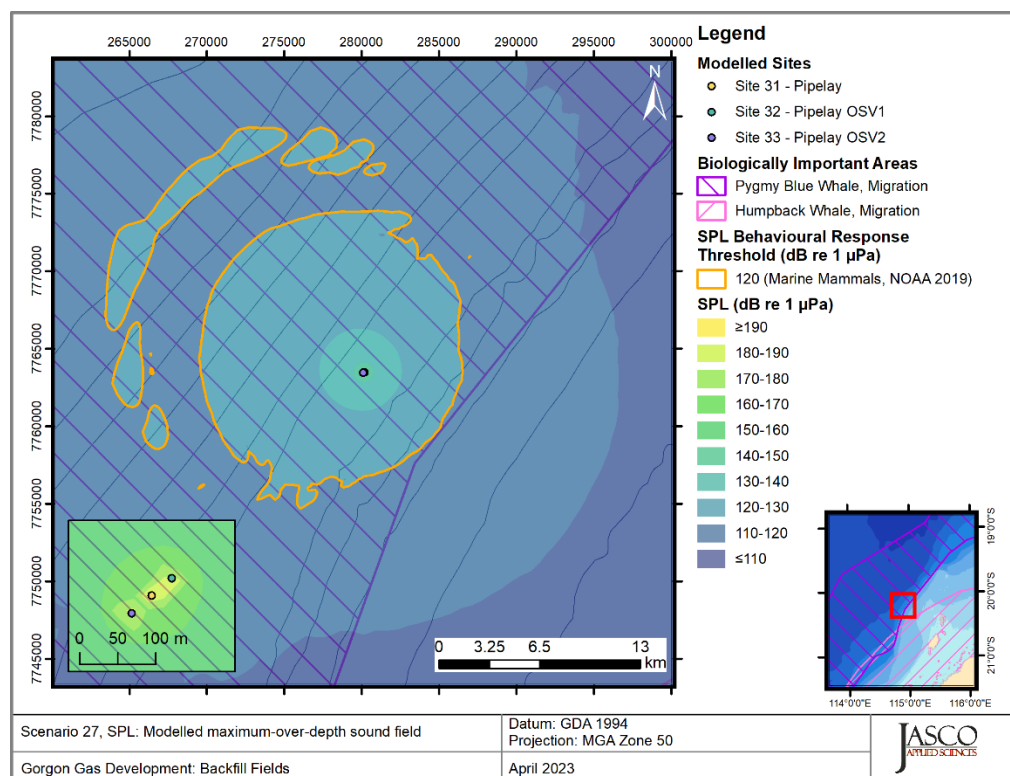 265000 270000 275000 280000 285000 290000 295000 300000
7780000
7775000
7770000
7765000
7760000
7755000
7750000
7745000
N
0 50 100 m
0 3.25 6.5 13
km
Legend
Modelled Sites
Site 31 - Pipelay
Site 32 - Pipelay OSV1
Site 33 - Pipelay OSV2
Biologically Important Areas
Pygmy Blue Whale, Migration
Humpback Whale, Migration
SPL Behavioural Response
Threshold (dB re 1 µPa)
120 (Marine Mammals, NOAA 2019)
SPL (dB re 1 µPa)
≥190
180-190
170-180
160-170
150-160
140-150
130-140
120-130
110-120
≤110
19°0'0"S
20°0'0"S
21°0'0"S
114°0'0"E 115°0'0"E 116°0'0"E
Scenario 27, SPL: Modelled maximum-over-depth sound field
Datum: GDA 1994
Projection: MGA Zone 50
Gorgon Gas Development: Backfill Fields
April 2023
JASCO
APPLIED SCIENCES